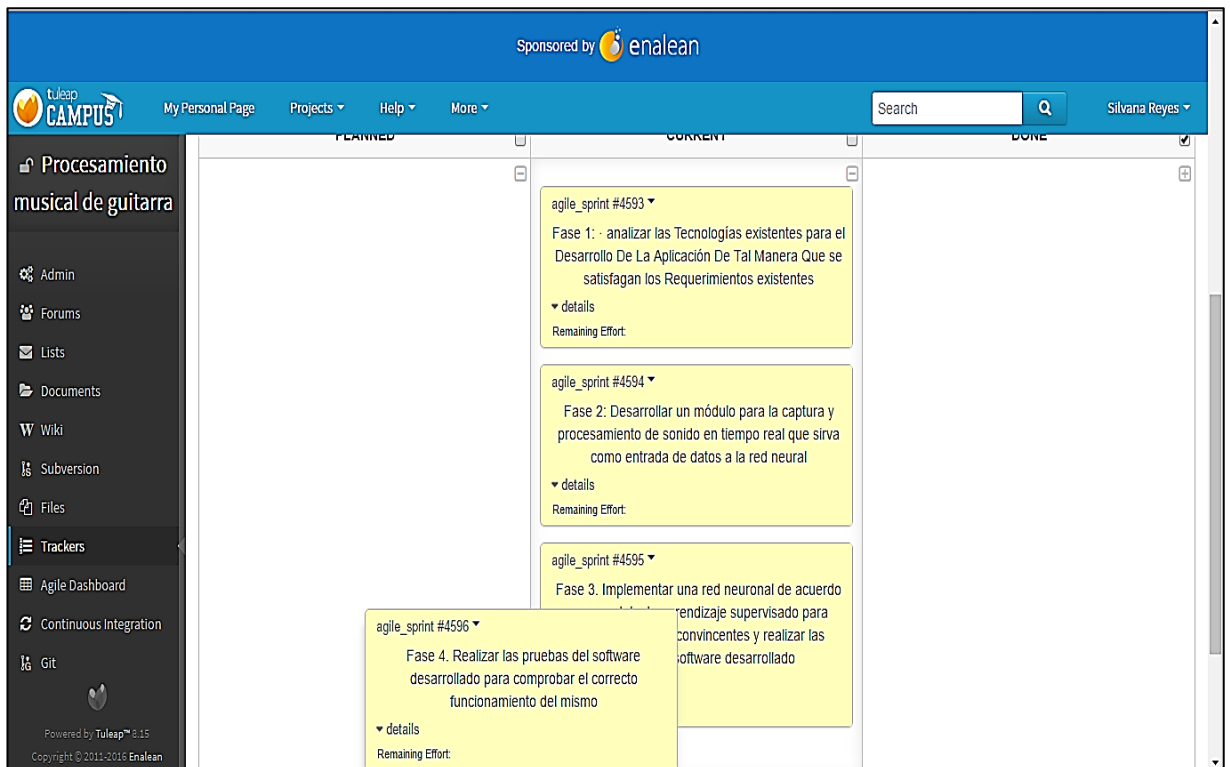 Sponsored by enalean
tuleap
CAMPUS
My Personal Page Projects Help More Search Silvana Reyes
PLANNED CURRENT DONE
Procesamiento
musical de guitarra
Admin
Forums
Lists
Documents
Wiki
Subversion
Files
Trackers
Agile Dashboard
Continuous Integration
Git
Powered by Tuleap™ 8.15
Copyright © 2011-2016 Enalean
agile_sprint #4593
Fase 1: · analizar las Tecnologías existentes para el
Desarrollo De La Aplicación De Tal Manera Que se
satisfagan los Requerimientos existentes
details
Remaining Effort:
agile_sprint #4594
Fase 2: Desarrollar un módulo para la captura y
procesamiento de sonido en tiempo real que sirva
como entrada de datos a la red neural
details
Remaining Effort:
agile_sprint #4595
Fase 3. Implementar una red neuronal de acuerdo
supervisado para
convincentes y realizar las
software desarrollado
agile_sprint #4596
Fase 4. Realizar las pruebas del software
desarrollado para comprobar el correcto
funcionamiento del mismo
details
Remaining Effort: